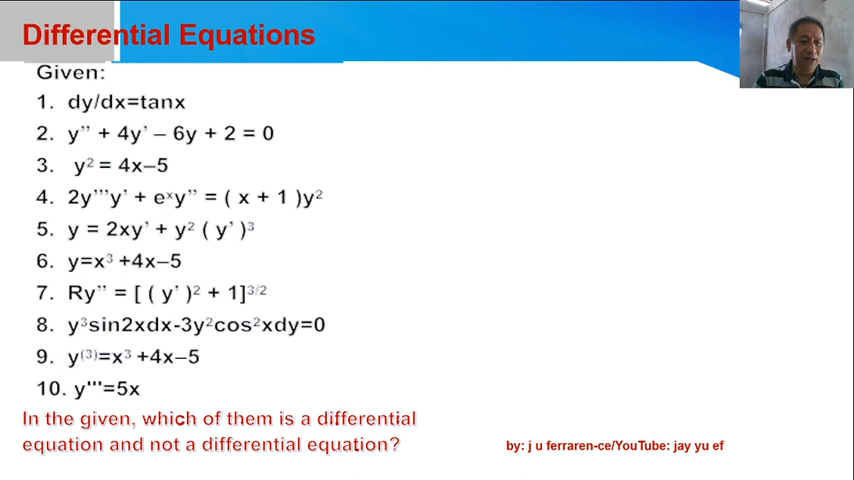 Differential Equations
Given:
1. dy/dx=tanx
2. y” + 4y’ – 6y + 2 = 0
3. y² = 4x–5
4. 2y’’’y’ + eˣy” = ( x + 1 )y²
5. y = 2xy’ + y² ( y’ )³
6. y=x³ +4x–5
7. Ry” = [ ( y’ )² + 1]³ᐟ²
8. y³sin2xdx-3y²cos²xdy=0
9. y⁽³⁾=x³ +4x–5
10. y'''=5x
In the given, which of them is a differential
equation and not a differential equation?
by: j u ferraren-ce/YouTube: jay yu ef